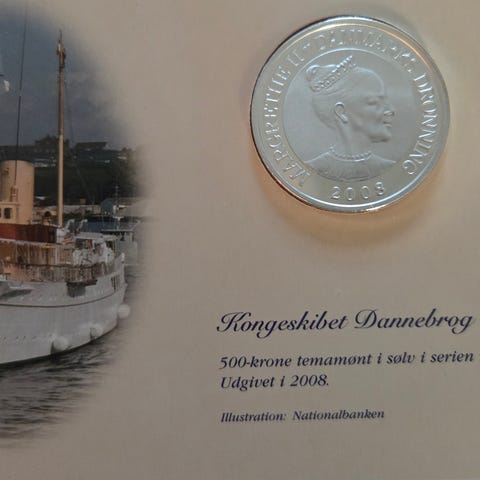 MARGRETHE II * DANMARKS DRONNING
2008
Kongeskibet Dannebrog
500-krone temamønt i sølv i serien
Udgivet i 2008.
Illustration: Nationalbanken